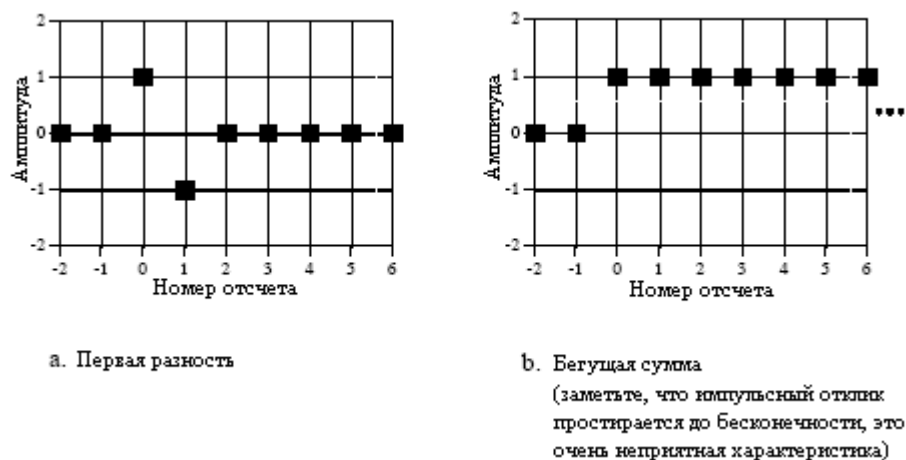 2
1
0
-1
-2
Амплитуда
-2 -1 0 1 2 3 4 5 6
Номер отсчета
a. Первая разность
2
1
0
-1
-2
Амплитуда
-2 -1 0 1 2 3 4 5 6
Номер отсчета
...
b. Бегущая сумма
(заметьте, что импульсный отклик
простирается до бесконечности, это
очень неприятная характеристика)